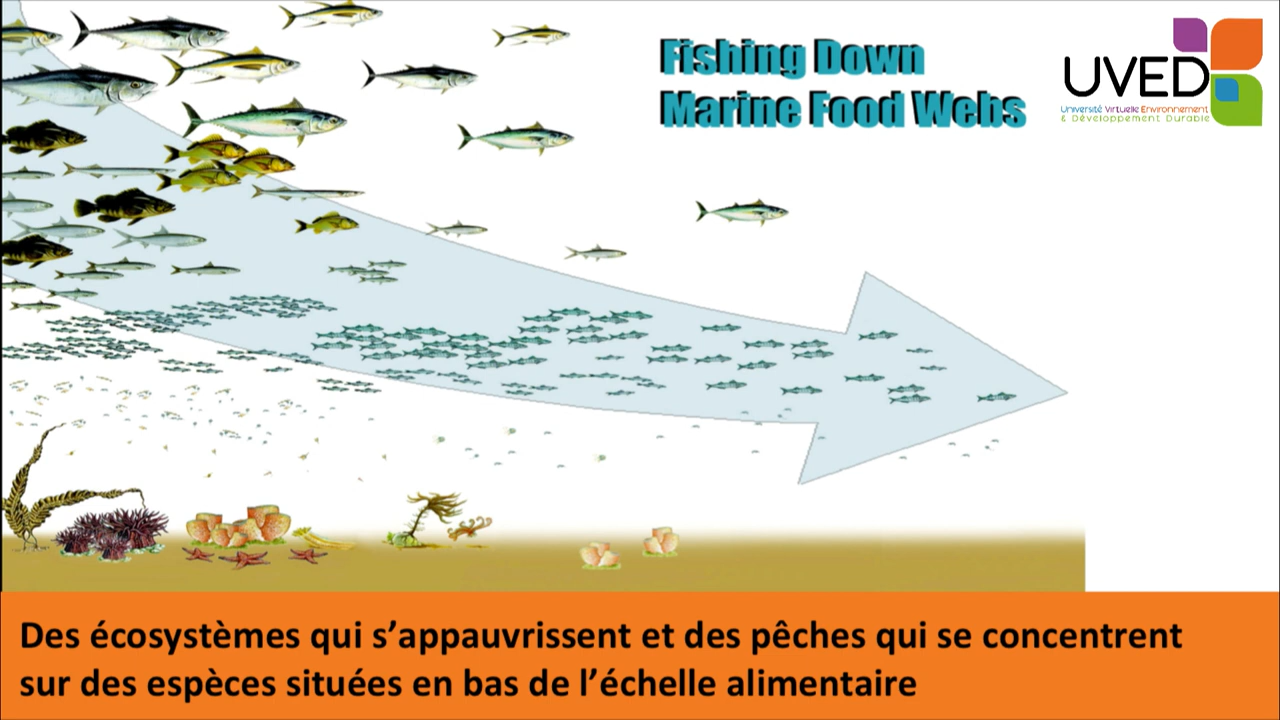 Fishing Down
Marine Food Webs
UVED
Université Virtuelle Environnement
& Développement Durable
Des écosystèmes qui s’appauvrissent et des pêches qui se concentrent
sur des espèces situées en bas de l’échelle alimentaire